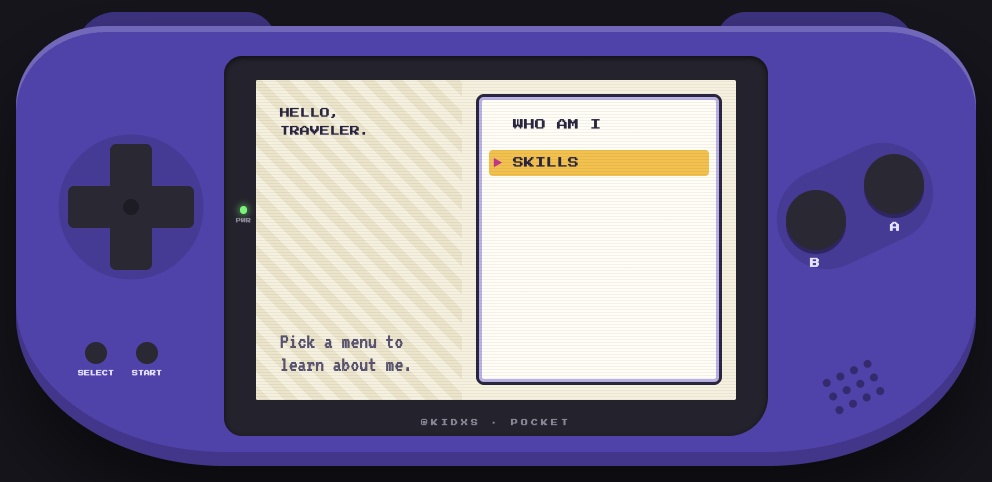 HELLO,
TRAVELER.
WHO AM I
▶ SKILLS
PWR
A
B
Pick a menu to
learn about me.
SELECT START
@KIDXS · POCKET